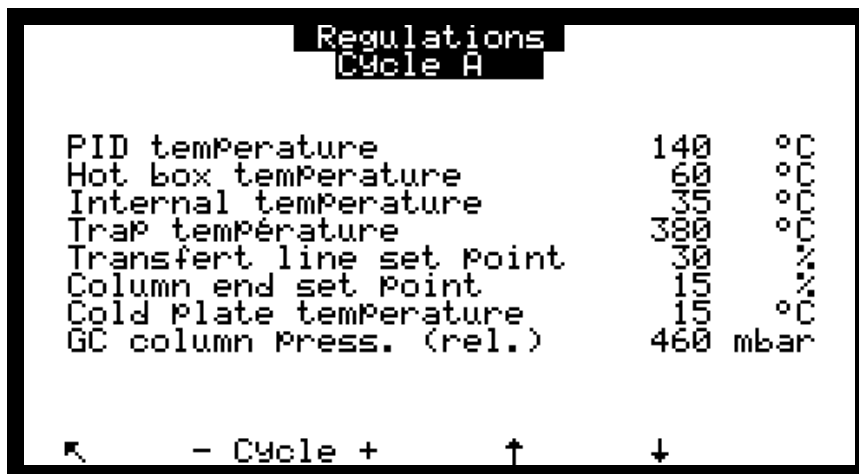 Regulations
Cycle A
PID temperature 140 °C
Hot box temperature 60 °C
Internal temperature 35 °C
Trap température 380 °C
Transfert line set point 30 %
Column end set point 15 %
Cold plate temperature 15 °C
GC column press. (rel.) 460 mbar
↖ - Cycle + ↑ ↓